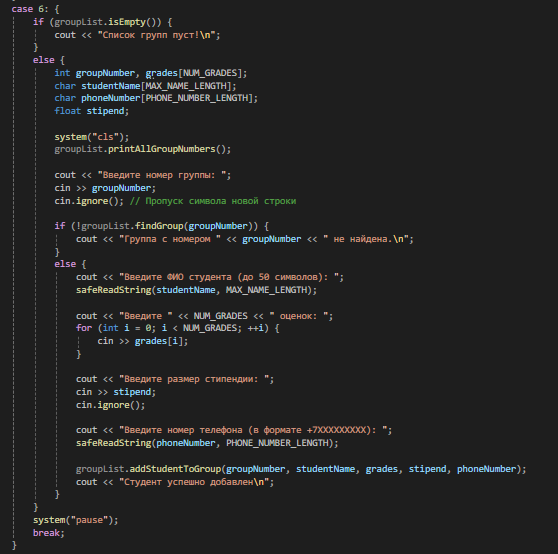 case 6: {
if (groupList.isEmpty()) {
cout << "Список групп пуст!\n";
}
else {
int groupNumber, grades[NUM_GRADES];
char studentName[MAX_NAME_LENGTH];
char phoneNumber[PHONE_NUMBER_LENGTH];
float stipend;
system("cls");
groupList.printAllGroupNumbers();
cout << "Введите номер группы: ";
cin >> groupNumber;
cin.ignore(); // Пропуск символа новой строки
if (!groupList.findGroup(groupNumber)) {
cout << "Группа с номером " << groupNumber << " не найдена.\n";
}
else {
cout << "Введите ФИО студента (до 50 символов): ";
safeReadString(studentName, MAX_NAME_LENGTH);
cout << "Введите " << NUM_GRADES << " оценок: ";
for (int i = 0; i < NUM_GRADES; ++i) {
cin >> grades[i];
}
cout << "Введите размер стипендии: ";
cin >> stipend;
cin.ignore();
cout << "Введите номер телефона (в формате +7XXXXXXXXX): ";
safeReadString(phoneNumber, PHONE_NUMBER_LENGTH);
groupList.addStudentToGroup(groupNumber, studentName, grades, stipend, phoneNumber);
cout << "Студент успешно добавлен\n";
}
}
system("pause");
break;
}